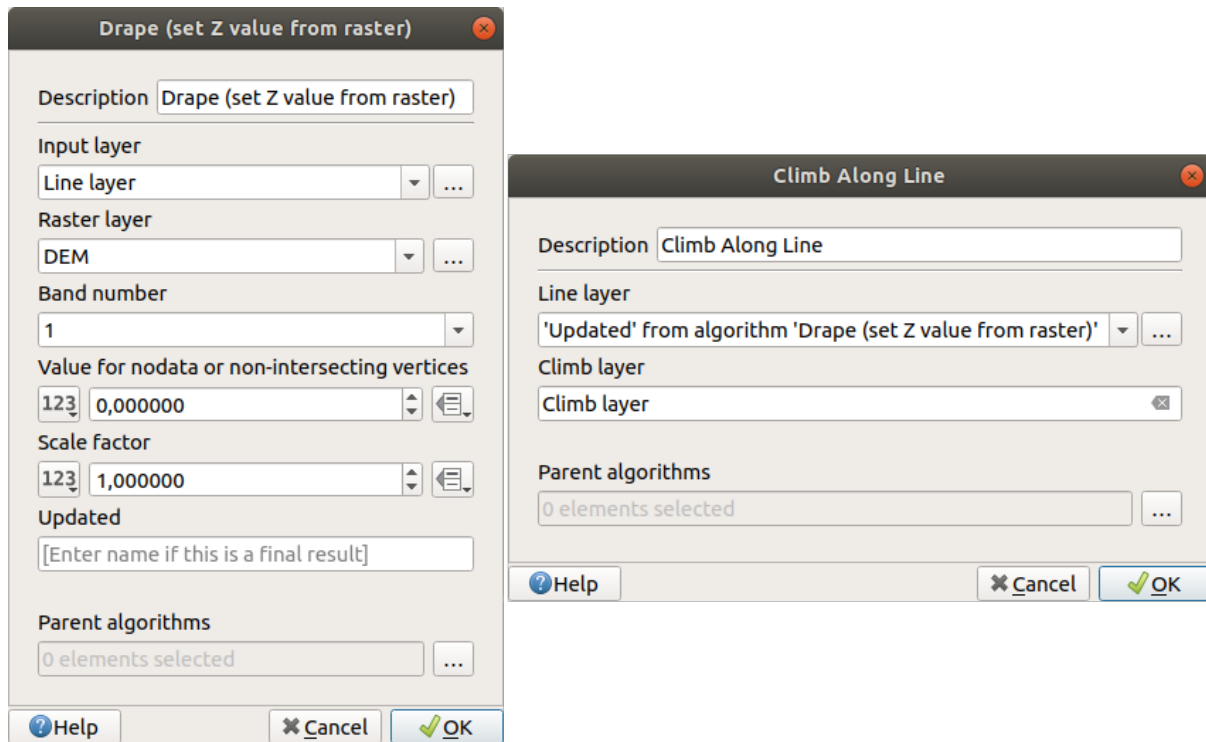 Drape (set Z value from raster)
Description Drape (set Z value from raster)
Input layer
Line layer ...
Raster layer
DEM ...
Band number
1
Value for nodata or non-intersecting vertices
123 0,000000
Scale factor
123 1,000000
Updated
[Enter name if this is a final result]
Parent algorithms
0 elements selected ...
Help Cancel OK
Climb Along Line
Description Climb Along Line
Line layer
'Updated' from algorithm 'Drape (set Z value from raster)' ...
Climb layer
Climb layer
Parent algorithms
0 elements selected ...
Help Cancel OK